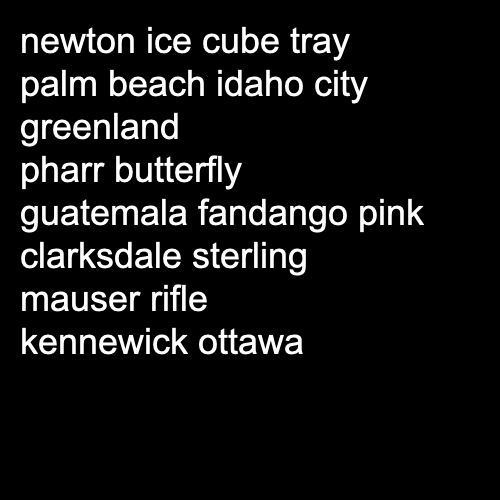 newton ice cube tray
palm beach idaho city
greenland
pharr butterfly
guatemala fandango pink
clarksdale sterling
mauser rifle
kennewick ottawa